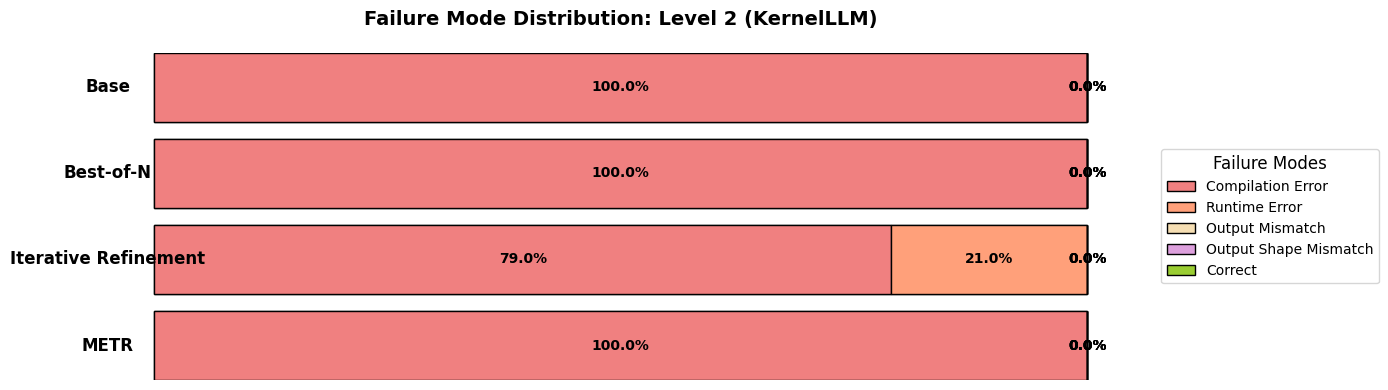 Failure Mode Distribution: Level 2 (KernelLLM)
Base 100.0% 0.0%
Best-of-N 100.0% 0.0%
Iterative Refinement 79.0% 21.0% 0.0%
METR 100.0% 0.0%
Failure Modes
Compilation Error
Runtime Error
Output Mismatch
Output Shape Mismatch
Correct